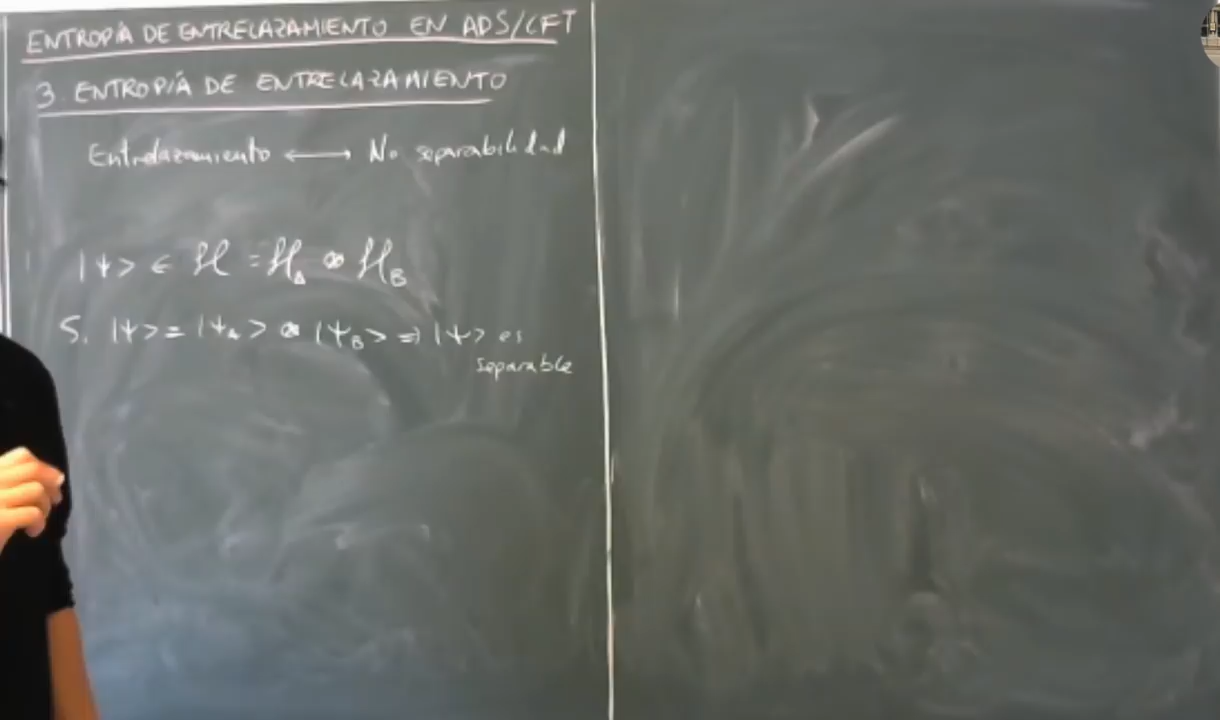 ENTROPÍA DE ENTRELAZAMIENTO EN ADS/CFT
3. ENTROPÍA DE ENTRELAZAMIENTO
Entrelazamiento ⟷ No separabilidad
|ψ> ∈ ℋ = ℋ_A ⊗ ℋ_B
Si |ψ> = |ψ_A> ⊗ |ψ_B> ⇒ |ψ> es
separable